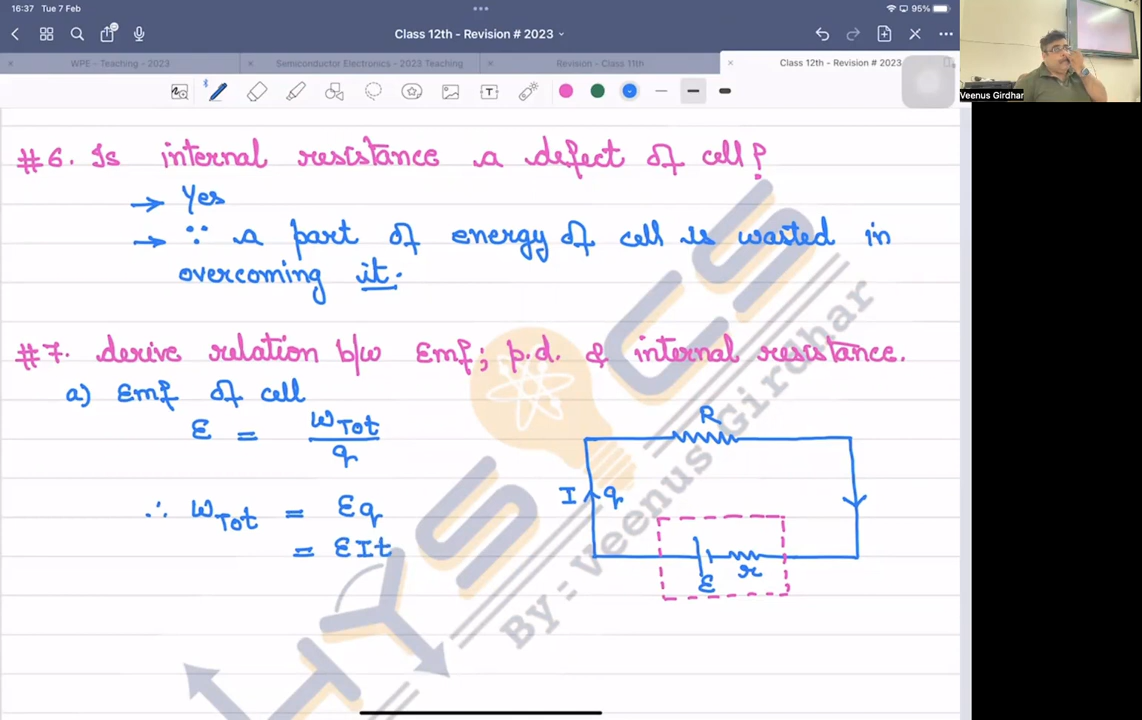 16:37 Tue 7 Feb
95%
Class 12th - Revision # 2023
WPE - Teaching - 2023
Semiconductor Electronics - 2023 Teaching
Revision - Class 11th
Class 12th - Revision # 2023
Veenus Girdhar
#6. Is internal resistance a defect of cell?
→ Yes
→ ∵ a part of energy of cell is wasted in
overcoming it.
#7. derive relation b/w Emf; p.d. & internal resistance.
a) Emf of cell
ε = W_Tot / q
∴ W_Tot = εq
= εIt
R
I q
ε r
HYSICS
By:- Veenus Girdhar